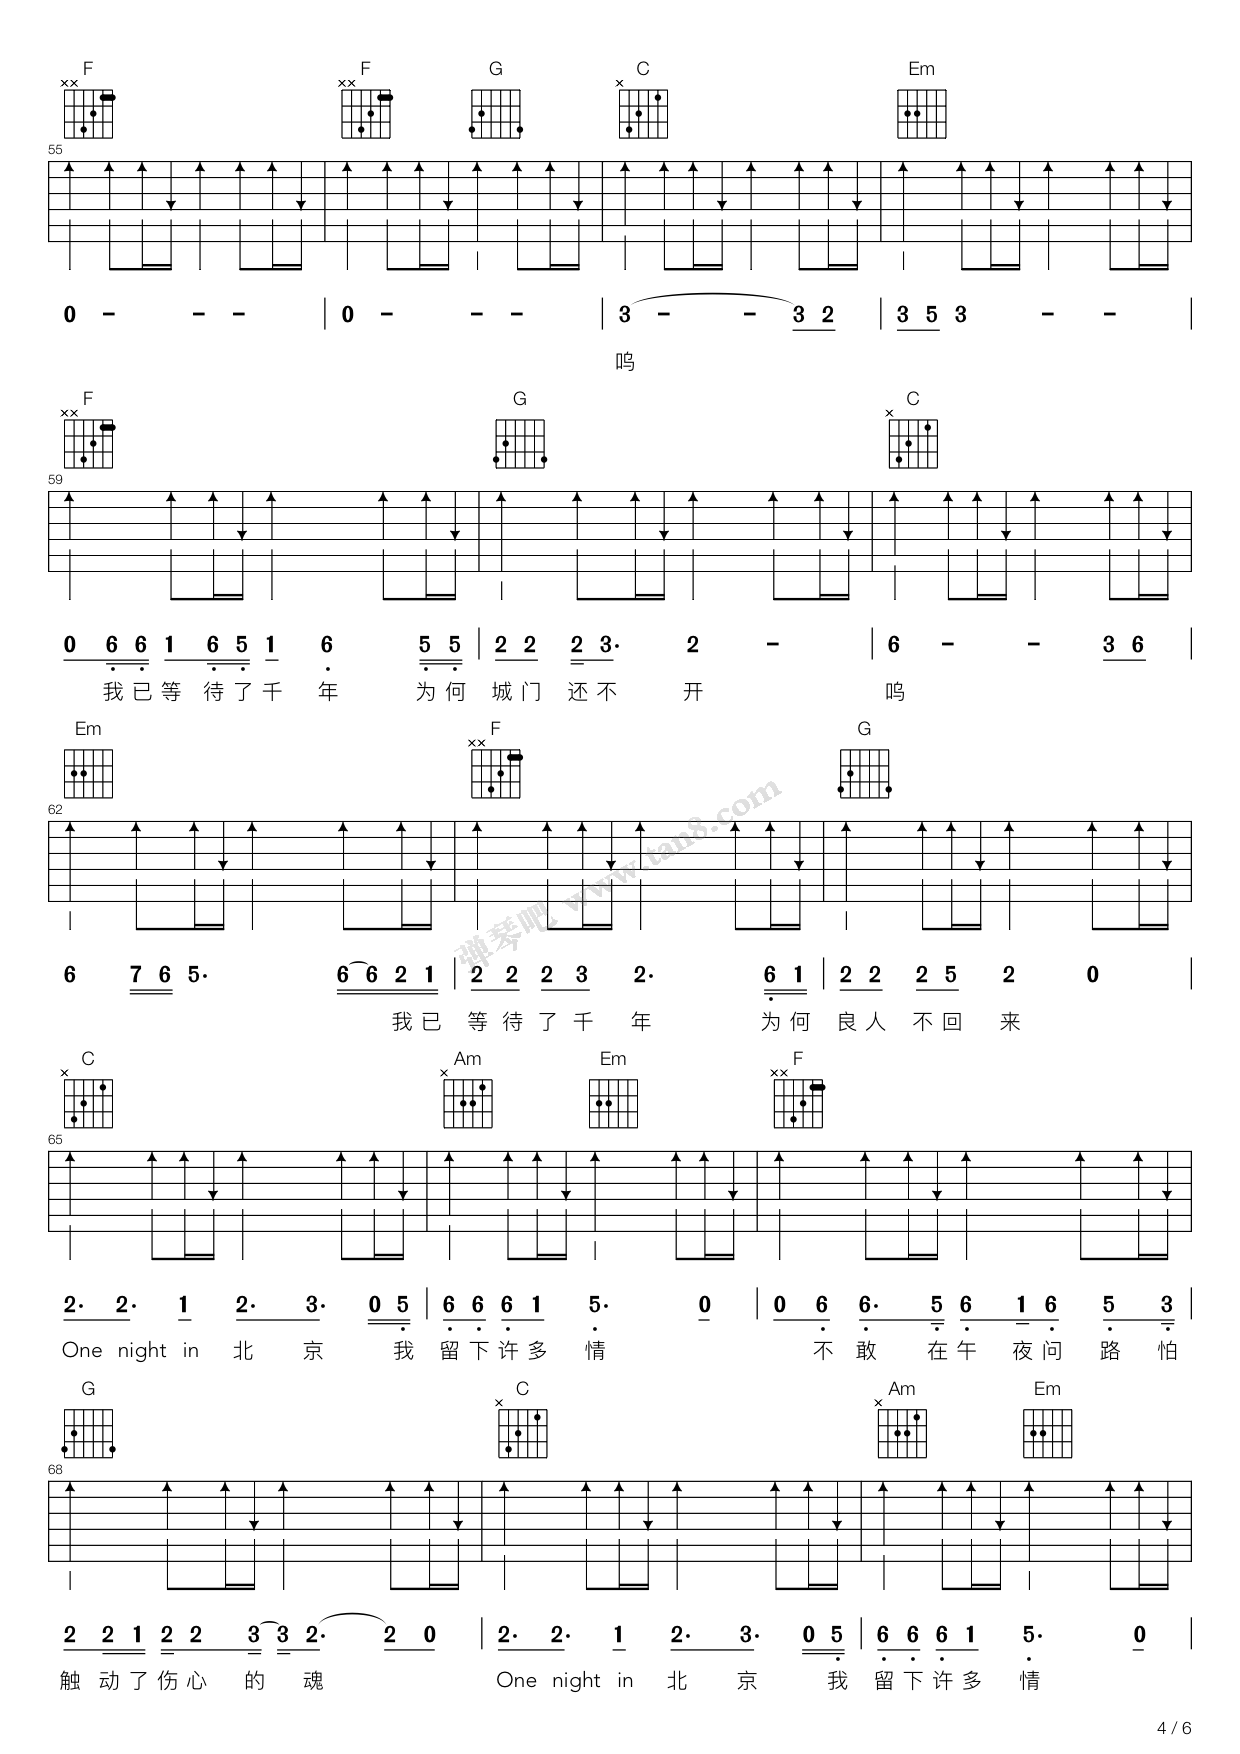 F F G C Em
55
0 - - - | 0 - - - | 3 - - 3 2 | 3 5 3 - - |
呜
F G C
59
0 6 6 1 6 5 1 6 5 5 | 2 2 2 3· 2 - | 6 - - 3 6 |
我已等待了千年 为何 城门还不开 呜
Em F G
62
6 7 6 5· 6 6 2 1 | 2 2 2 3 2· 6 1 | 2 2 2 5 2 0 |
我已 等待了千年 为何 良人不回来
弹琴吧 www.tan8.com
C Am Em F
65
2· 2· 1 2· 3· 0 5 | 6 6 6 1 5· 0 | 0 6 6· 5 6 1 6 5 3 |
One night in 北京 我 留下许多情 不敢在午夜问路怕
G C Am Em
68
2 2 1 2 2 3 3 2· 2 0 | 2· 2· 1 2· 3· 0 5 | 6 6 6 1 5· 0 |
触动了伤心的魂 One night in 北京 我 留下许多情
4 / 6